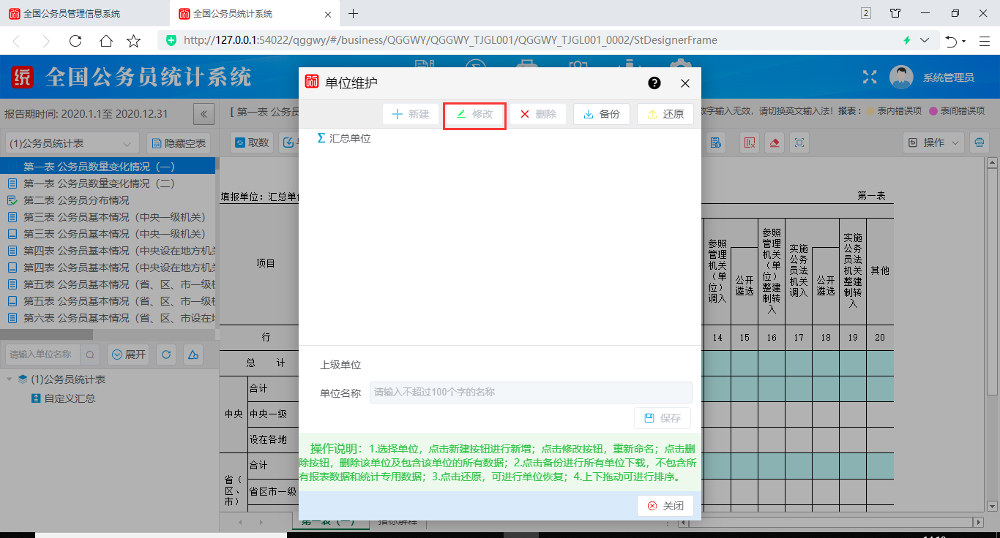 全国公务员管理信息系统
全国公务员统计系统
2
http://127.0.0.1:54022/qggwy/#/business/QGGWY/QGGWY_TJGL001/QGGWY_TJGL001_0002/StDesignerFrame
统
全国公务员统计系统
系统管理员
单位维护
报告期时间: 2020.1.1至 2020.12.31
[ 第一表 公务员
数字输入无效，请切换英文输入法！
报表：
表内错误项
表间错误项
新建
修改
删除
备份
还原
(1)公务员统计表
隐藏空表
取数
操作
Σ 汇总单位
第一表 公务员数量变化情况（一）
第一表 公务员数量变化情况（二）
第二表 公务员分布情况
第三表 公务员基本情况（中央一级机关）
第三表 公务员基本情况（中央一级机关）
第四表 公务员基本情况（中央设在地方机关
第四表 公务员基本情况（中央设在地方机关
第五表 公务员基本情况（省、区、市一级机
第五表 公务员基本情况（省、区、市一级机
第六表 公务员基本情况（省、区、市设在地
填报单位：汇总单位
第一表
项目
参照管理机关（单位）调入
公开遴选
参照管理机关（单位）整建制转入
实施公务员法机关调入
公开遴选
实施公务员法机关整建制转入
其他
行
14
15
16
17
18
19
20
总 计
合计
中央
中央一级
设在各地
合计
省（区、市）
省区市一级
请输入单位名称
展开
(1)公务员统计表
自定义汇总
上级单位
单位名称
请输入不超过100个字的名称
保存
操作说明：1.选择单位，点击新建按钮进行新增；点击修改按钮，重新命名；点击删
除按钮，删除该单位及包含该单位的所有数据；2.点击备份进行所有单位下载，不包含所
有报表数据和统计专用数据；3.点击还原，可进行单位恢复；4.上下拖动可进行排序。
关闭
第一表（一）
指标解释